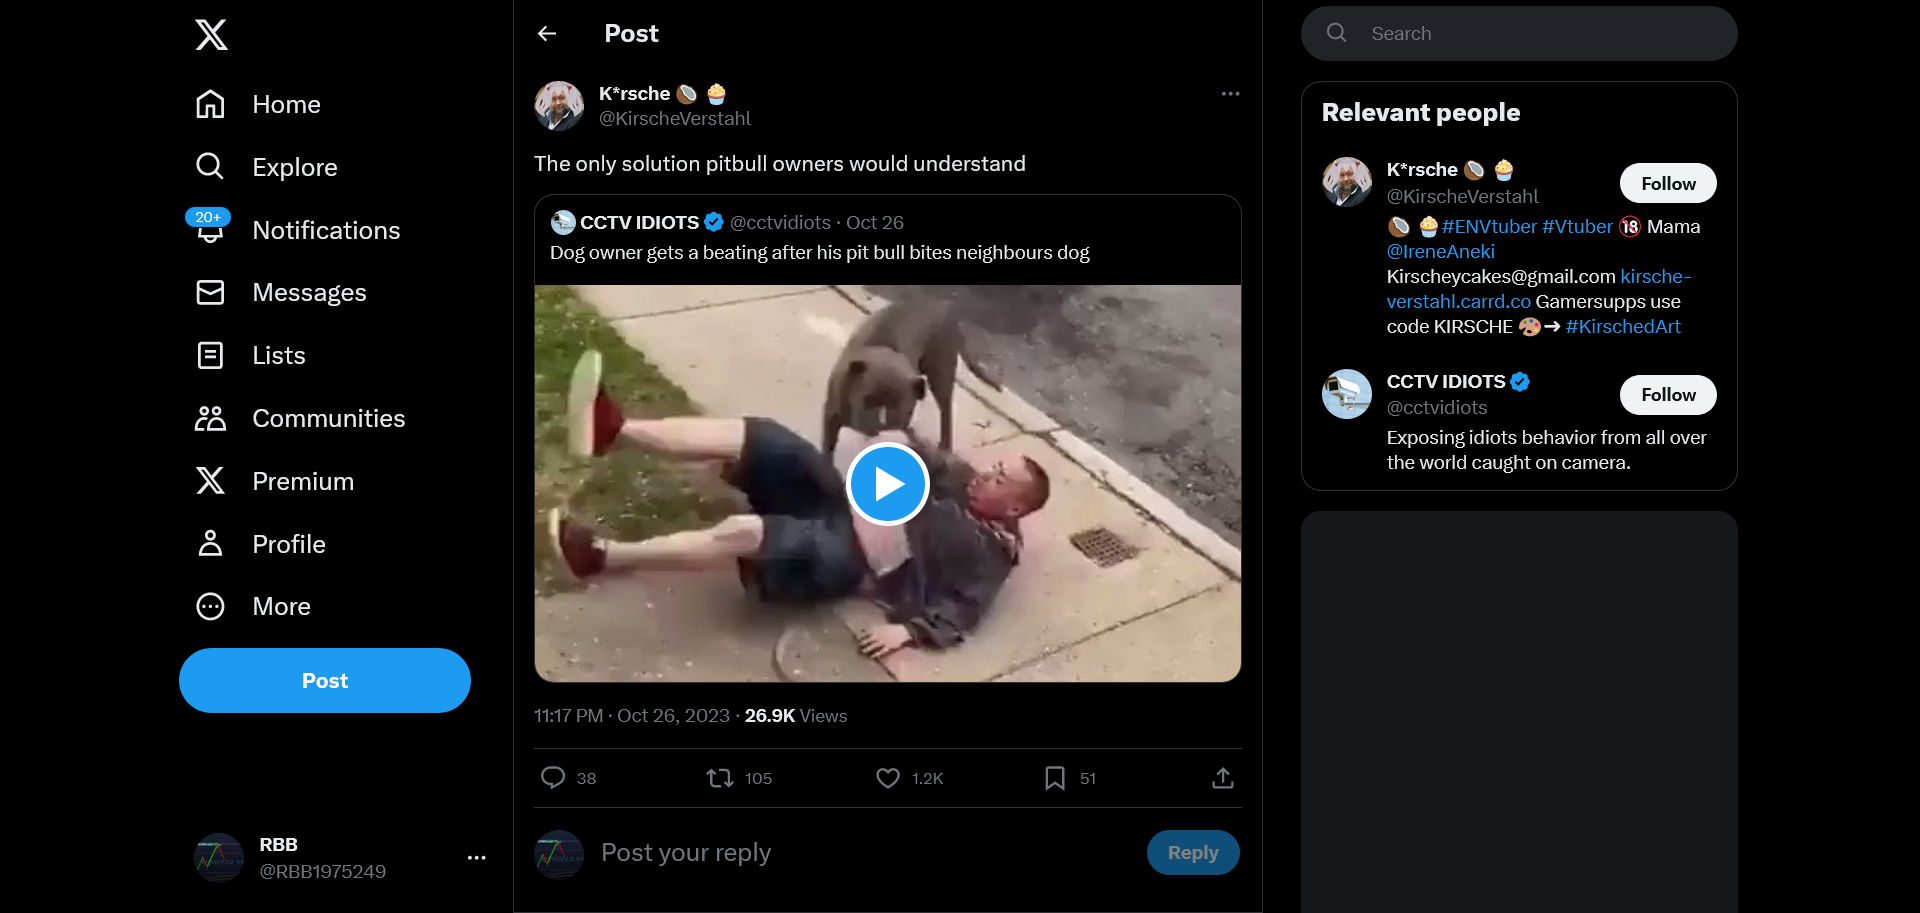 Home
Explore
20+
Notifications
Messages
Lists
Communities
Premium
Profile
More
Post
RBB
@RBB1975249
Post
K*rsche
@KirscheVerstahl
The only solution pitbull owners would understand
CCTV IDIOTS @cctvidiots · Oct 26
Dog owner gets a beating after his pit bull bites neighbours dog
11:17 PM · Oct 26, 2023 · 26.9K Views
38 105 1.2K 51
Post your reply
Reply
Search
Relevant people
K*rsche
@KirscheVerstahl
Follow
#ENVtuber #Vtuber 🔞 Mama
@IreneAneki
Kirscheycakes@gmail.com kirsche-
verstahl.carrd.co Gamersupps use
code KIRSCHE 🎨➜ #KirschedArt
CCTV IDIOTS
@cctvidiots
Follow
Exposing idiots behavior from all over
the world caught on camera.